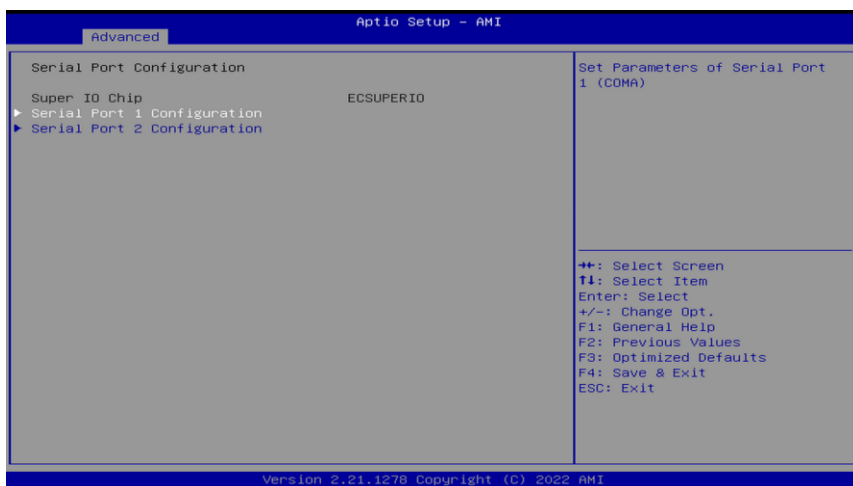 Aptio Setup – AMI
Advanced
Serial Port Configuration
Super IO Chip ECSUPERIO
Serial Port 1 Configuration
Serial Port 2 Configuration
Set Parameters of Serial Port
1 (COMA)
→←: Select Screen
↑↓: Select Item
Enter: Select
+/-: Change Opt.
F1: General Help
F2: Previous Values
F3: Optimized Defaults
F4: Save & Exit
ESC: Exit
Version 2.21.1278 Copyright (C) 2022 AMI